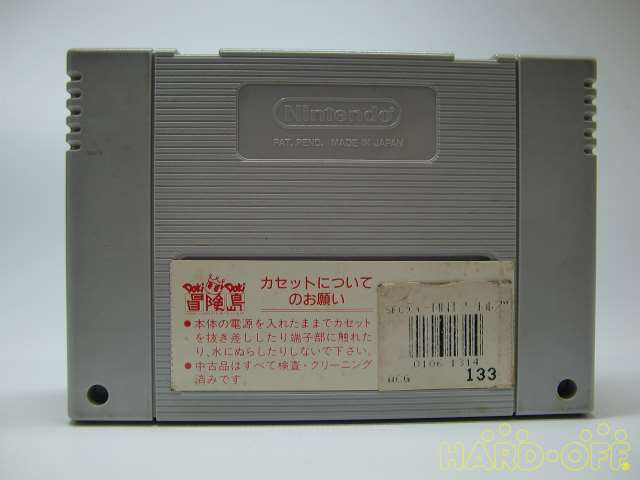 Nintendo
PAT. PEND. MADE IN JAPAN
Doki Doki
冒険島
カセットについて
のお願い
●本体の電源を入れたままでカセット
を抜き差ししたり端子部に触れた
り、水にぬらしたりしないで下さい。
●中古品はすべて検査・クリーニング
済みです
0106 1314
133
HARD-OFF